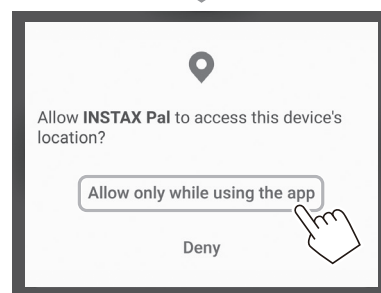 Allow INSTAX Pal to access this device's
location?
Allow only while using the app
Deny